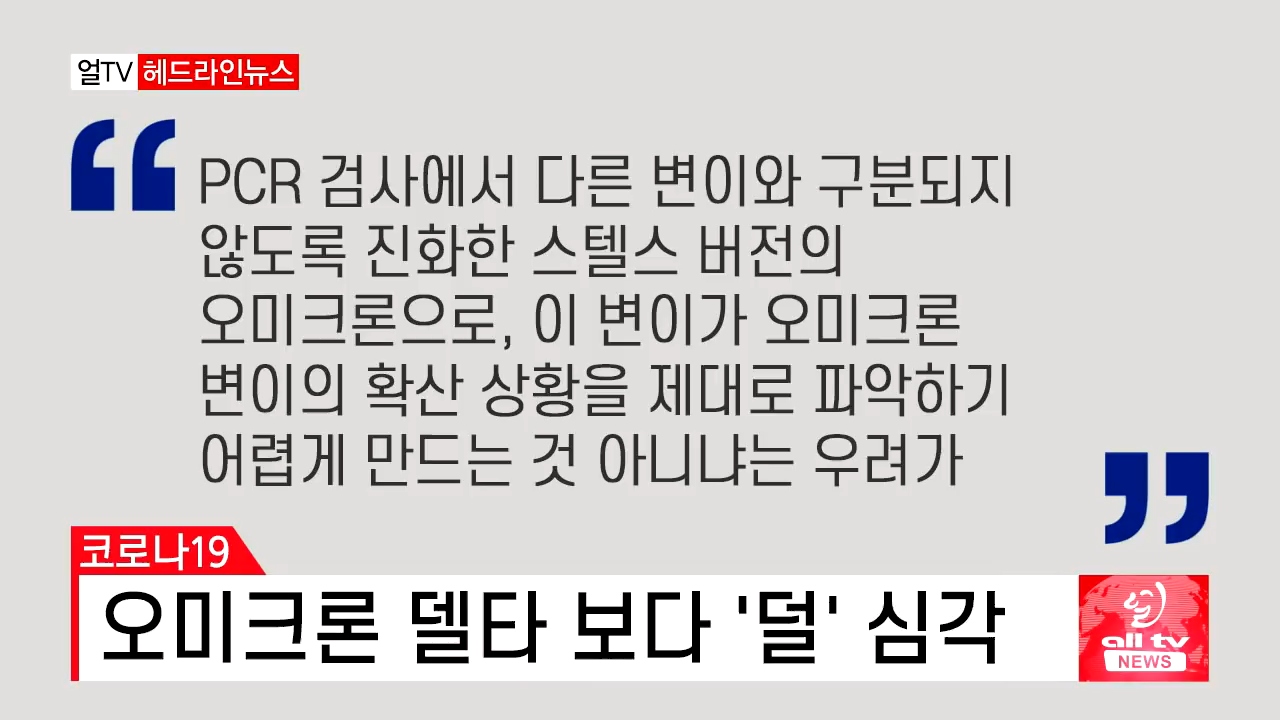 얼TV 헤드라인뉴스
“
PCR 검사에서 다른 변이와 구분되지
않도록 진화한 스텔스 버전의
오미크론으로, 이 변이가 오미크론
변이의 확산 상황을 제대로 파악하기
어렵게 만드는 것 아니냐는 우려가
”
코로나19
오미크론 델타 보다 '덜' 심각
얼
all tv
NEWS